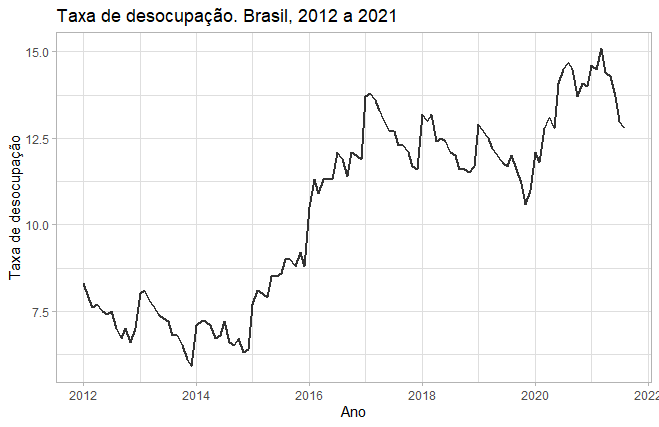 Taxa de desocupação. Brasil, 2012 a 2021
15.0
12.5
10.0
7.5
Taxa de desocupação
2012 2014 2016 2018 2020 2022
Ano